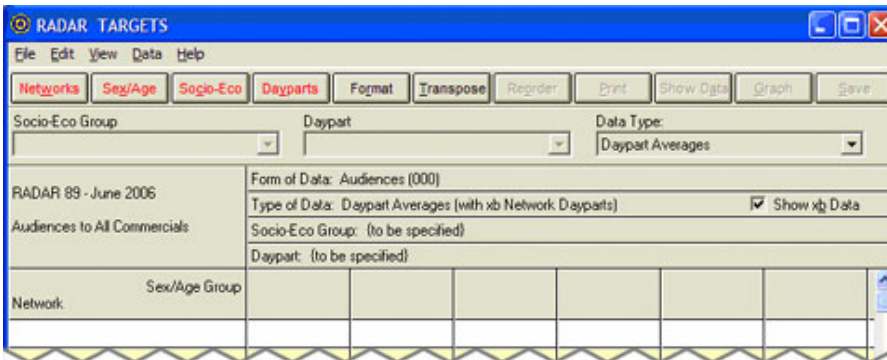 RADAR TARGETS
File Edit View Data Help
Networks Sex/Age Socio-Eco Dayparts Format Transpose Reorder Print Show Data Graph Save
Socio-Eco Group Daypart Data Type:
Daypart Averages
RADAR 89 - June 2006
Audiences to All Commercials
Form of Data: Audiences (000)
Type of Data: Daypart Averages (with xb Network Dayparts) Show xb Data
Socio-Eco Group: {to be specified}
Daypart: {to be specified}
Sex/Age Group
Network